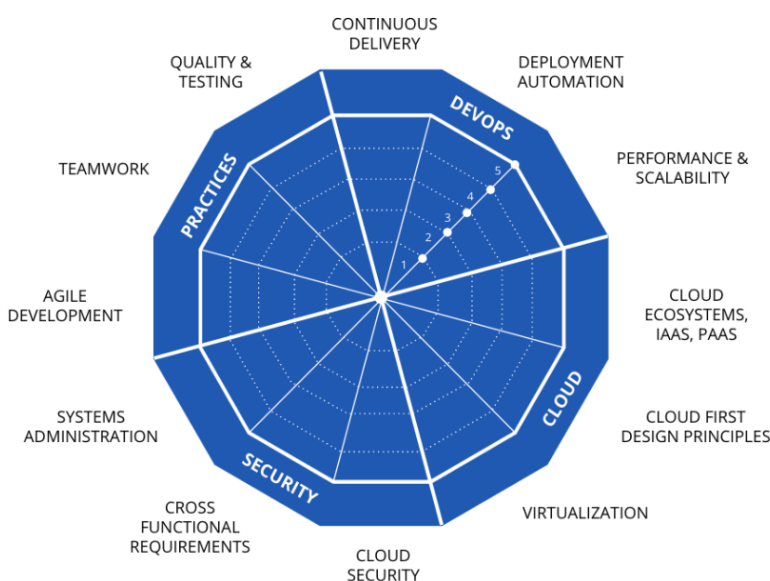 CONTINUOUS
DELIVERY
DEPLOYMENT
AUTOMATION
PERFORMANCE &
SCALABILITY
CLOUD
ECOSYSTEMS,
IAAS, PAAS
CLOUD FIRST
DESIGN PRINCIPLES
VIRTUALIZATION
CLOUD
SECURITY
CROSS
FUNCTIONAL
REQUIREMENTS
SYSTEMS
ADMINISTRATION
AGILE
DEVELOPMENT
TEAMWORK
QUALITY &
TESTING
DEVOPS
CLOUD
SECURITY
PRACTICES
1
2
3
4
5